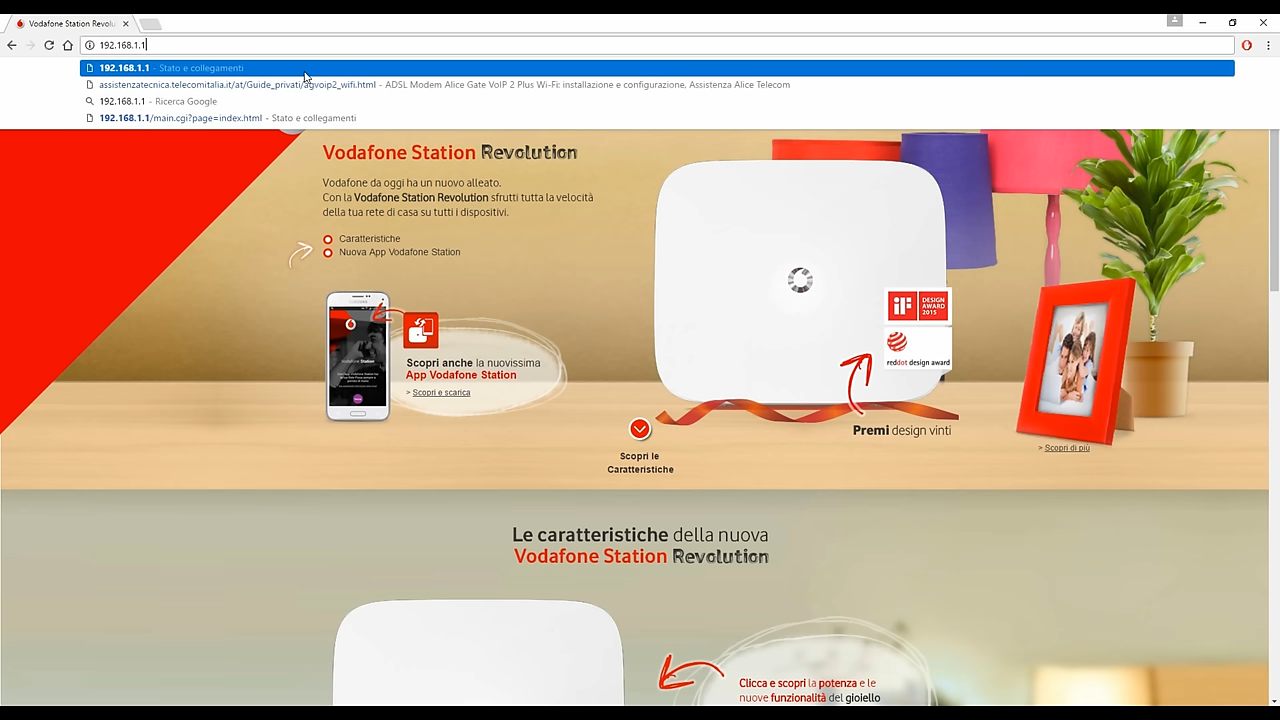 Vodafone Station Revolu
192.168.1.1
192.168.1.1 - Stato e collegamenti
assistenzatecnica.telecomitalia.it/at/Guide_privati/agvoip2_wifi.html - ADSL Modem Alice Gate VoIP 2 Plus Wi-Fi: installazione e configurazione, Assistenza Alice Telecom
192.168.1.1 - Ricerca Google
192.168.1.1/main.cgi?page=index.html - Stato e collegamenti
Vodafone Station Revolution
Vodafone da oggi ha un nuovo alleato.
Con la Vodafone Station Revolution sfrutti tutta la velocità
della tua rete di casa su tutti i dispositivi.
Caratteristiche
Nuova App Vodafone Station
Vodafone Station
Scopri anche la nuovissima
App Vodafone Station
> Scopri e scarica
iF
DESIGN
AWARD
2015
reddot design award
Premi design vinti
> Scopri di più
Scopri le
Caratteristiche
Le caratteristiche della nuova
Vodafone Station Revolution
Clicca e scopri la potenza e le
nuove funzionalità del gioiello